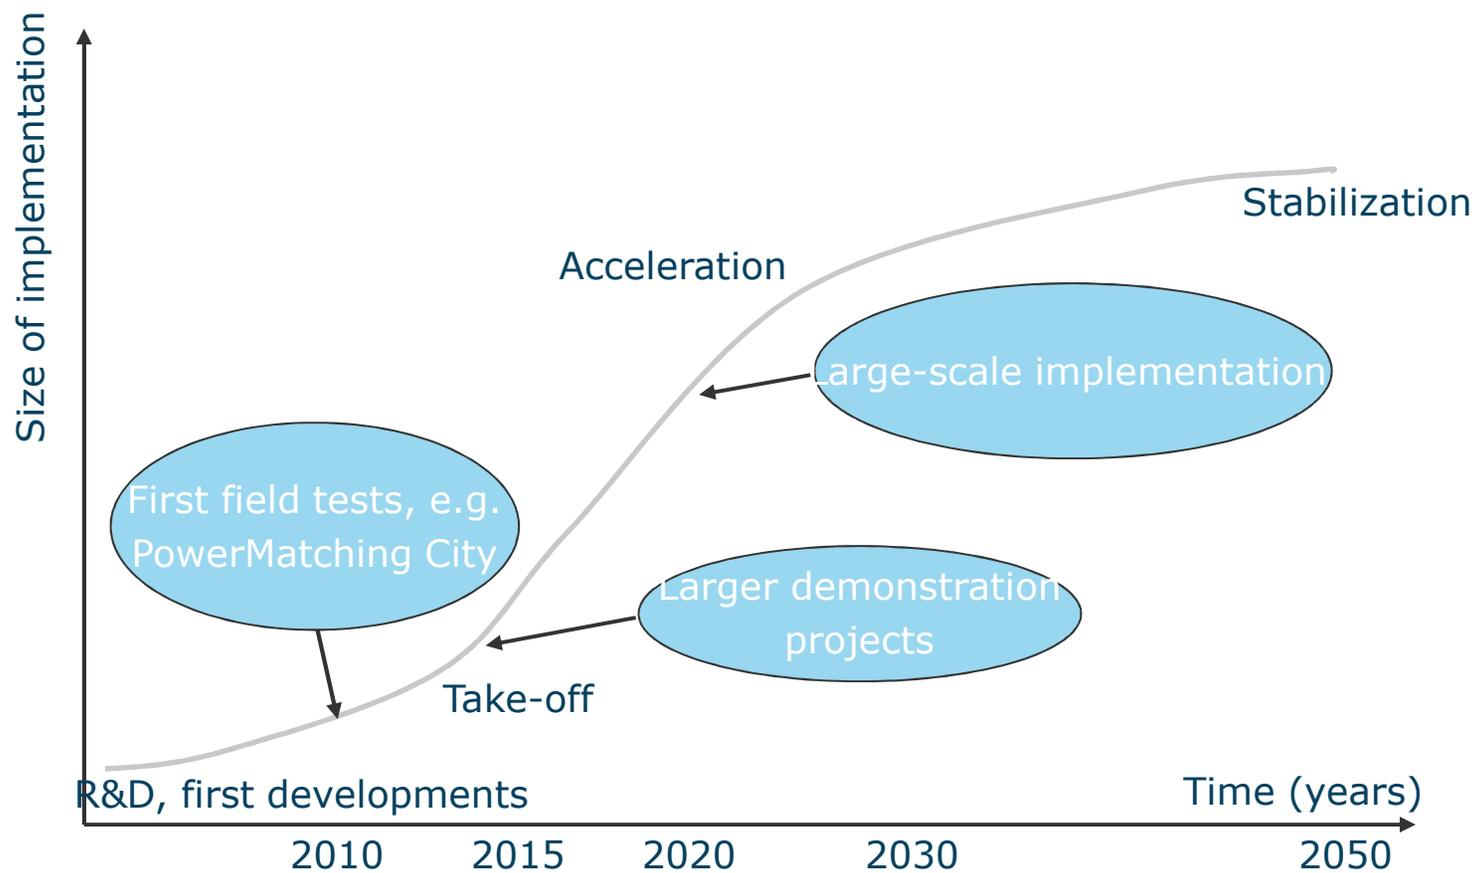 Size of implementation
Stabilization
Acceleration
Large-scale implementation
First field tests, e.g.
PowerMatching City
Larger demonstration
projects
Take-off
R&D, first developments
Time (years)
2010
2015
2020
2030
2050